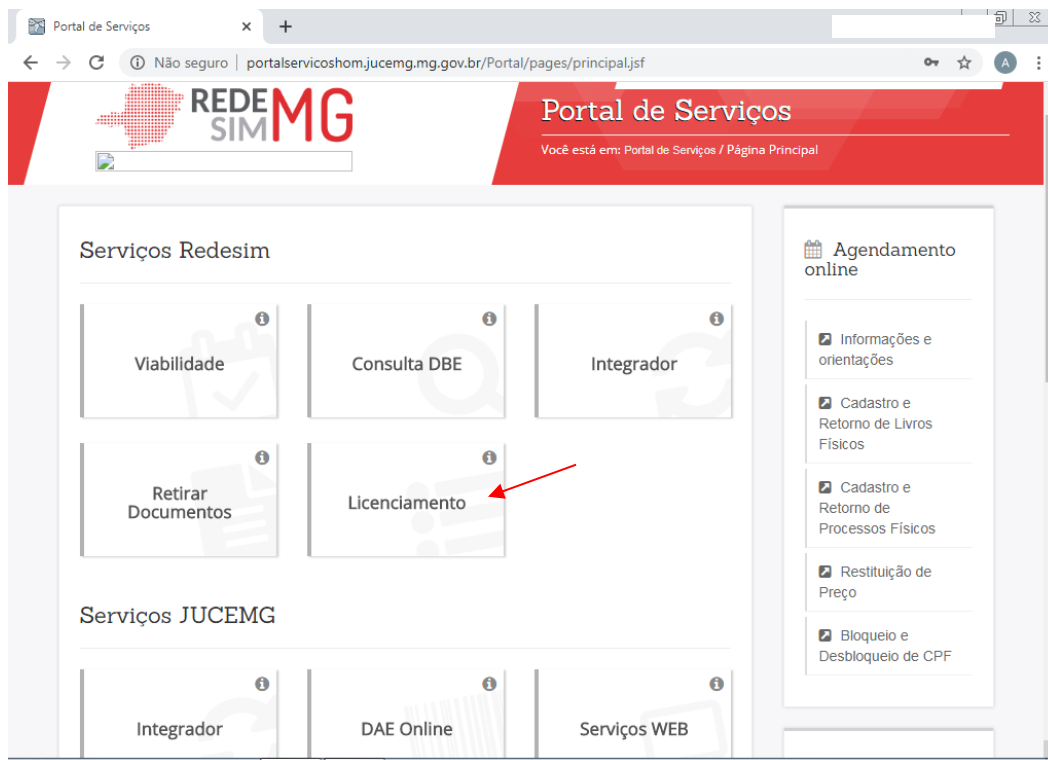 Portal de Serviços
Não seguro | portalservicoshom.jucemg.mg.gov.br/Portal/pages/principal.jsf
A
REDE
SIM MG
Portal de Serviços
Você está em: Portal de Serviços / Página Principal
Serviços Redesim
Viabilidade
Consulta DBE
Integrador
Retirar
Documentos
Licenciamento
Serviços JUCEMG
Integrador
DAE Online
Serviços WEB
Agendamento
online
Informações e
orientações
Cadastro e
Retorno de Livros
Físicos
Cadastro e
Retorno de
Processos Físicos
Restituição de
Preço
Bloqueio e
Desbloqueio de CPF